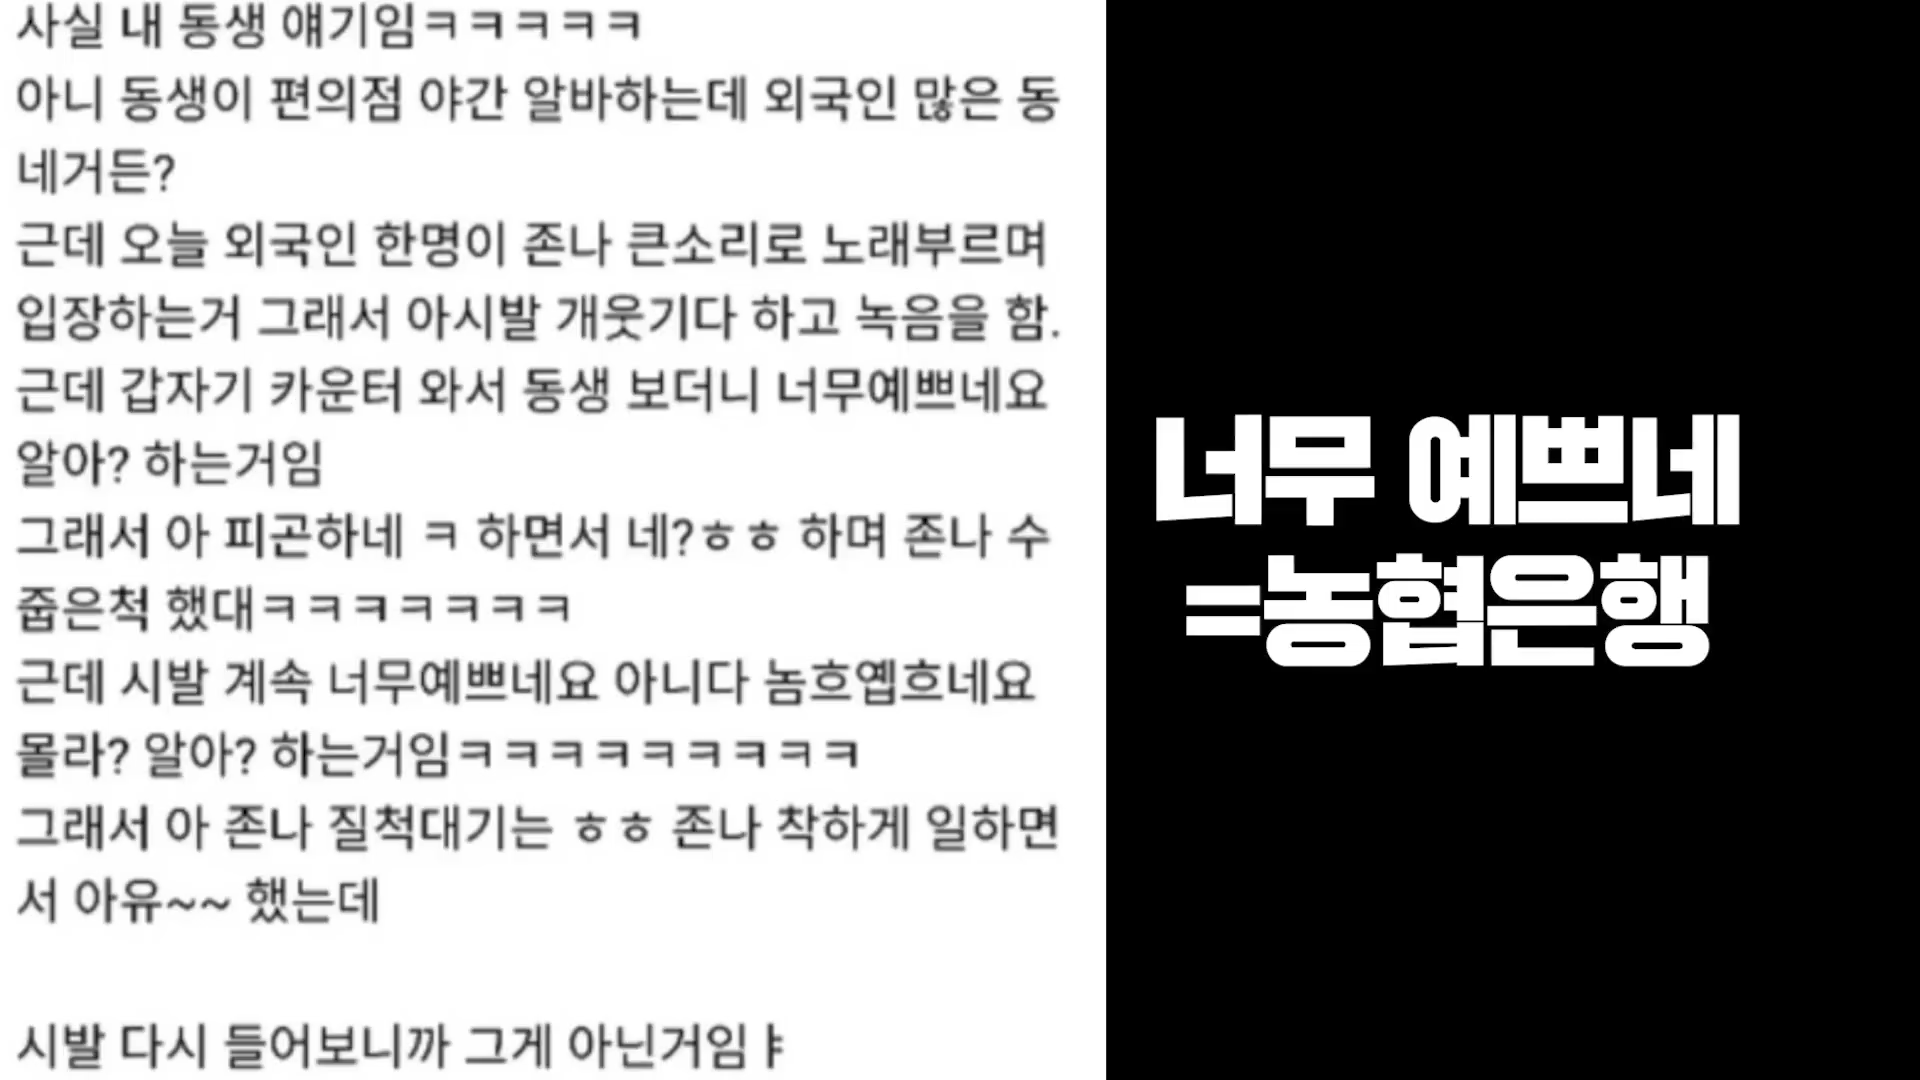 사실 내 동생 얘기임ㅋㅋㅋㅋㅋ
아니 동생이 편의점 야간 알바하는데 외국인 많은 동
네거든?
근데 오늘 외국인 한명이 존나 큰소리로 노래부르며
입장하는거 그래서 아시발 개웃기다 하고 녹음을 함.
근데 갑자기 카운터 와서 동생 보더니 너무예쁘네요
알아? 하는거임
그래서 아 피곤하네 ㅋ 하면서 네?ㅎㅎ 하며 존나 수
줍은척 했대ㅋㅋㅋㅋㅋㅋㅋ
근데 시발 계속 너무예쁘네요 아니다 놈흐옙흐네요
몰라? 알아? 하는거임ㅋㅋㅋㅋㅋㅋㅋㅋㅋ
그래서 아 존나 질척대기는 ㅎㅎ 존나 착하게 일하면
서 아유~~ 했는데
시발 다시 들어보니까 그게 아닌거임ㅑ
너무 예쁘네
=농협은행